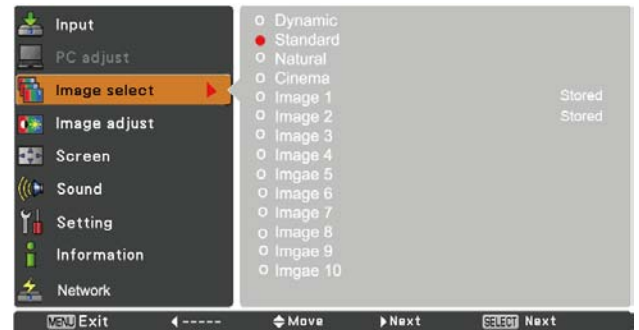 Input
PC adjust
Image select
Image adjust
Screen
Sound
Setting
Information
Network
Dynamic
Standard
Natural
Cinema
Image 1 Stored
Image 2 Stored
Image 3
Image 4
Imgae 5
Image 6
Image 7
Image 8
Imgae 9
Imgae 10
MENU Exit ----- Move Next SELECT Next